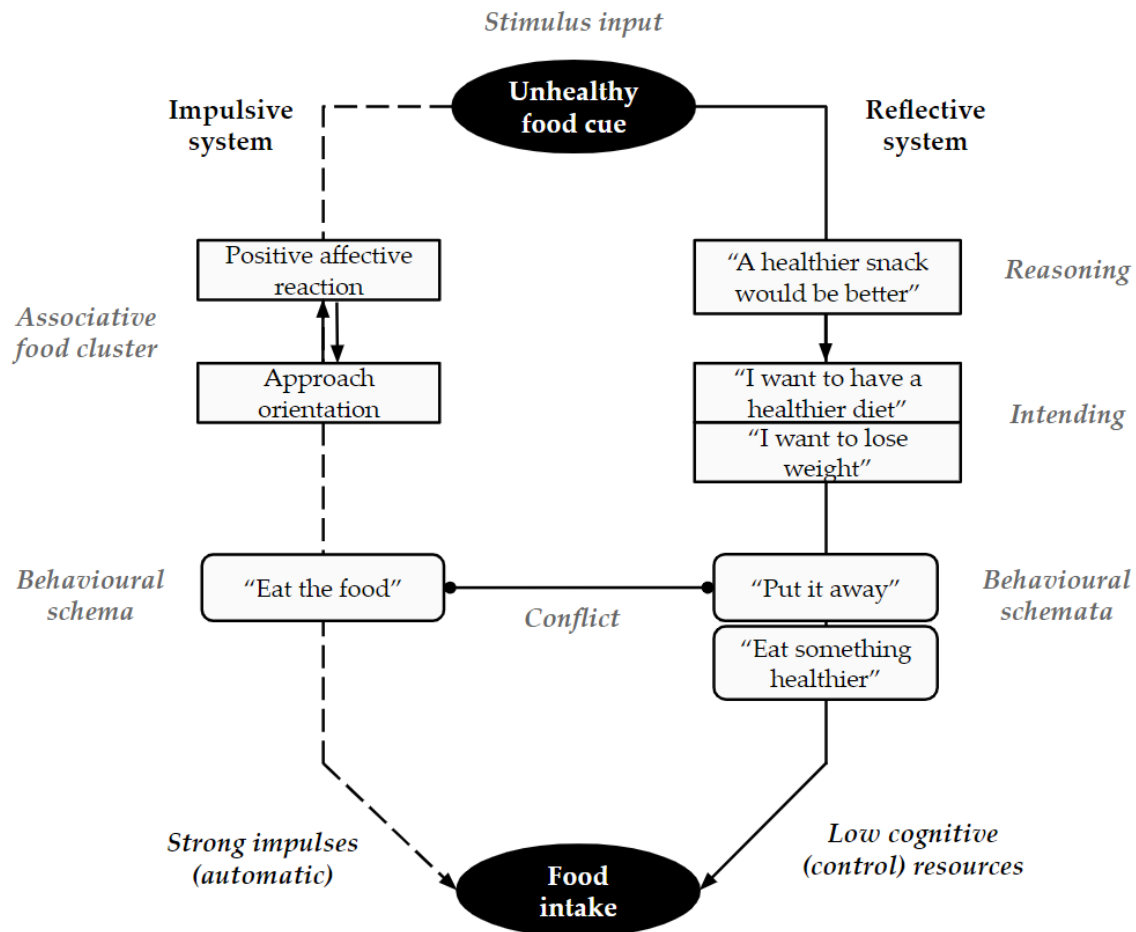 Stimulus input
Unhealthy
food cue
Impulsive
system
Reflective
system
Positive affective
reaction
“A healthier snack
would be better”
Reasoning
Associative
food cluster
Approach
orientation
“I want to have a
healthier diet”
“I want to lose
weight”
Intending
Behavioural
schema
“Eat the food”
Conflict
“Put it away”
“Eat something
healthier”
Behavioural
schemata
Strong impulses
(automatic)
Low cognitive
(control) resources
Food
intake